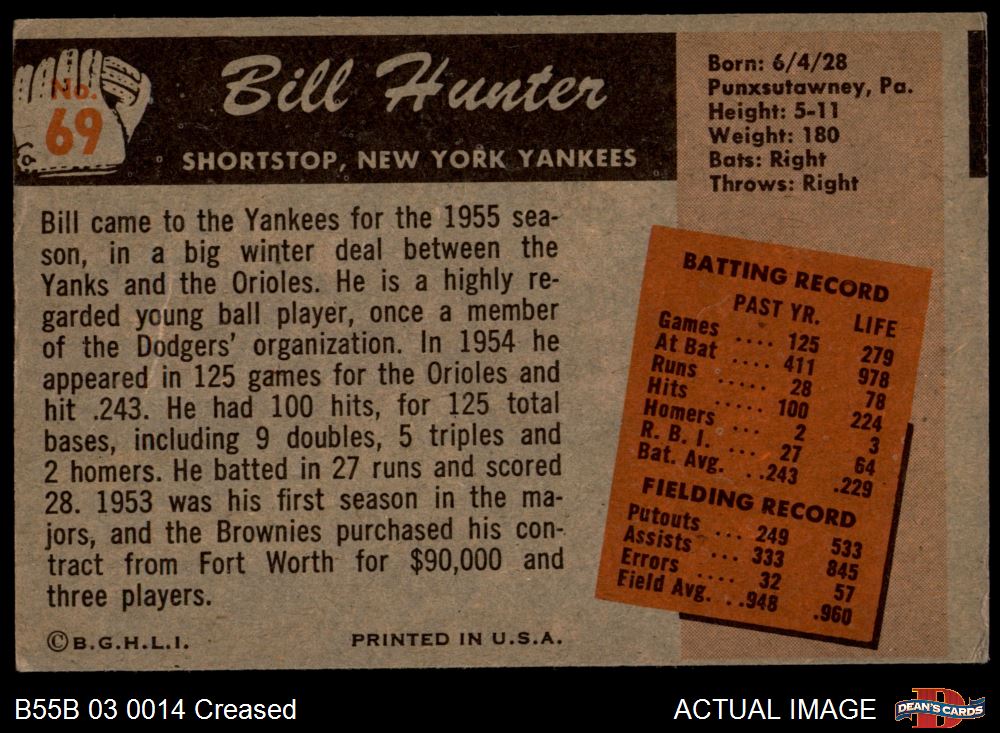 No.
69
Bill Hunter
SHORTSTOP, NEW YORK YANKEES
Born: 6/4/28
Punxsutawney, Pa.
Height: 5-11
Weight: 180
Bats: Right
Throws: Right
Bill came to the Yankees for the 1955 sea-
son, in a big winter deal between the
Yanks and the Orioles. He is a highly re-
garded young ball player, once a member
of the Dodgers' organization. In 1954 he
appeared in 125 games for the Orioles and
hit .243. He had 100 hits, for 125 total
bases, including 9 doubles, 5 triples and
2 homers. He batted in 27 runs and scored
28. 1953 was his first season in the ma-
jors, and the Brownies purchased his con-
tract from Fort Worth for $90,000 and
three players.
©B.G.H.L.I. PRINTED IN U.S.A.
BATTING RECORD
PAST YR. LIFE
Games .... 125 279
At Bat .... 411 978
Runs ..... 28 78
Hits ..... 100 224
Homers ... 2 3
R. B. I. ... 27 64
Bat. Avg. ..243 .229
FIELDING RECORD
Putouts ... 249 533
Assists ... 333 845
Errors .... 32 57
Field Avg. ..948 .960
B55B 03 0014 Creased
ACTUAL IMAGE
DEAN'S CARDS